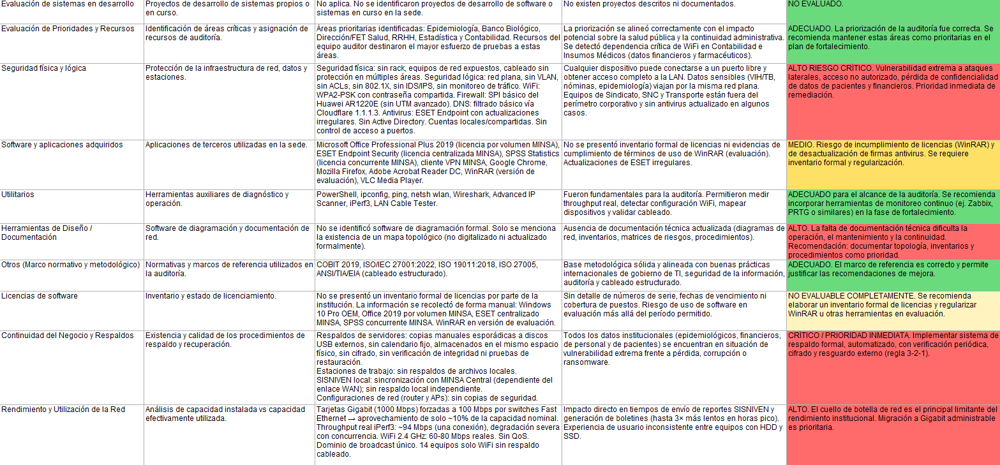 Evaluación de sistemas en desarrollo
Proyectos de desarrollo de sistemas propios o
en curso.
No aplica. No se identificaron proyectos de desarrollo de software o
sistemas en curso en la sede.
No existen proyectos descritos ni documentados.
NO EVALUADO.
Evaluación de Prioridades y Recursos
Identificación de áreas críticas y asignación de
recursos de auditoría.
Áreas prioritarias identificadas: Epidemiología, Banco Biológico,
Dirección/FET Salud, RRHH, Estadística y Contabilidad. Recursos del
equipo auditor destinaron el mayor esfuerzo de pruebas a estas
áreas.
La priorización se alineó correctamente con el impacto
potencial sobre la salud pública y la continuidad administrativa.
Se detectó dependencia crítica de WiFi en Contabilidad e
Insumos Médicos (datos financieros y farmacéuticos).
ADECUADO. La priorización de la auditoría fue correcta. Se
recomienda mantener estas áreas como prioritarias en el
plan de fortalecimiento.
Seguridad física y lógica
Protección de la infraestructura de red, datos y
estaciones.
Seguridad física: sin rack, equipos de red expuestos, cableado sin
protección en múltiples áreas. Seguridad lógica: red plana, sin VLAN,
sin ACLs, sin 802.1X, sin IDS/IPS, sin monitoreo de tráfico. WiFi:
WPA2-PSK con contraseña compartida. Firewall: SPI básico del
Huawei AR1220E (sin UTM avanzado). DNS: filtrado básico vía
Cloudflare 1.1.1.3. Antivirus: ESET Endpoint con actualizaciones
irregulares. Sin Active Directory. Cuentas locales/compartidas. Sin
control de acceso a puertos.
Cualquier dispositivo puede conectarse a un puerto libre y
obtener acceso completo a la LAN. Datos sensibles (VIH/TB,
nóminas, epidemiología) viajan por la misma red plana.
Equipos de Sindicato, SNC y Transporte están fuera del
perímetro corporativo y sin antivirus actualizado en algunos
casos.
ALTO RIESGO CRÍTICO. Vulnerabilidad extrema a ataques
laterales, acceso no autorizado, pérdida de confidencialidad
de datos de pacientes y financieros. Prioridad inmediata de
remediación.
Software y aplicaciones adquiridos
Aplicaciones de terceros utilizadas en la sede.
Microsoft Office Professional Plus 2019 (licencia por volumen MINSA),
ESET Endpoint Security (licencia centralizada MINSA), SPSS Statistics
(licencia concurrente MINSA), cliente VPN MINSA, Google Chrome,
Mozilla Firefox, Adobe Acrobat Reader DC, WinRAR (versión de
evaluación), VLC Media Player.
No se presentó inventario formal de licencias ni evidencias de
cumplimiento de términos de uso de WinRAR (evaluación).
Actualizaciones de ESET irregulares.
MEDIO. Riesgo de incumplimiento de licencias (WinRAR) y
de desactualización de firmas antivirus. Se requiere
inventario formal y regularización.
Utilitarios
Herramientas auxiliares de diagnóstico y
operación.
PowerShell, ipconfig, ping, netsh wlan, Wireshark, Advanced IP
Scanner, iPerf3, LAN Cable Tester.
Fueron fundamentales para la auditoría. Permitieron medir
throughput real, detectar configuración WiFi, mapear
dispositivos y validar cableado.
ADECUADO para el alcance de la auditoría. Se recomienda
incorporar herramientas de monitoreo continuo (ej. Zabbix,
PRTG o similares) en la fase de fortalecimiento.
Herramientas de Diseño /
Documentación
Software de diagramación y documentación de
red.
No se identificó software de diagramación formal. Solo se menciona
la existencia de un mapa topológico (no digitalizado ni actualizado
formalmente).
Ausencia de documentación técnica actualizada (diagramas de
red, inventarios, matrices de riesgos, procedimientos).
ALTO. La falta de documentación técnica dificulta la
operación, el mantenimiento y la continuidad.
Recomendación: documentar topología, inventarios y
procedimientos como prioridad.
Otros (Marco normativo y metodológico)
Normativas y marcos de referencia utilizados en
la auditoría.
COBIT 2019, ISO/IEC 27001:2022, ISO 19011:2018, ISO 27005,
ANSI/TIA/EIA (cableado estructurado).
Base metodológica sólida y alineada con buenas prácticas
internacionales de gobierno de TI, seguridad de la información,
auditoría y cableado estructurado.
ADECUADO. El marco de referencia es correcto y permite
justificar las recomendaciones de mejora.
Licencias de software
Inventario y estado de licenciamiento.
No se presentó un inventario formal de licencias por parte de la
institución. La información se recolectó de forma manual: Windows
10 Pro OEM, Office 2019 por volumen MINSA, ESET centralizado
MINSA, SPSS concurrente MINSA. WinRAR en versión de evaluación.
Sin detalle de números de serie, fechas de vencimiento ni
cobertura de puestos. Riesgo de uso de software en
evaluación más allá del período permitido.
NO EVALUABLE COMPLETAMENTE. Se recomienda
elaborar un inventario formal de licencias y regularizar
WinRAR u otras herramientas en evaluación.
Continuidad del Negocio y Respaldos
Existencia y calidad de los procedimientos de
respaldo y recuperación.
Respaldos de servidores: copias manuales esporádicas a discos
USB externos, sin calendario fijo, almacenados en el mismo espacio
físico, sin cifrado, sin verificación de integridad ni pruebas de
restauración.
Estaciones de trabajo: sin respaldos de archivos locales.
SISNIVEN local: sincronización con MINSA Central (dependiente del
enlace WAN); sin respaldo local independiente.
Configuraciones de red (router y APs): sin copias de seguridad.
Todos los datos institucionales (epidemiológicos, financieros,
de personal y de pacientes) se encuentran en situación de
vulnerabilidad extrema frente a pérdida, corrupción o
ransomware.
CRÍTICO / PRIORIDAD INMEDIATA. Implementar sistema de
respaldo formal, automatizado, con verificación periódica,
cifrado y resguardo externo (regla 3-2-1).
Rendimiento y Utilización de la Red
Análisis de capacidad instalada vs capacidad
efectivamente utilizada.
Tarjetas Gigabit (1000 Mbps) forzadas a 100 Mbps por switches Fast
Ethernet → aprovechamiento de solo ~10% de la capacidad nominal.
Throughput real iPerf3: ~94 Mbps (una conexión), degradación severa
con concurrencia. WiFi 2.4 GHz: 60-80 Mbps reales. Sin QoS.
Dominio de broadcast único. 14 equipos solo WiFi sin respaldo
cableado.
Impacto directo en tiempos de envío de reportes SISNIVEN y
generación de boletines (hasta 3× más lentos en horas pico).
Experiencia de usuario inconsistente entre equipos con HDD y
SSD.
ALTO. El cuello de botella de red es el principal limitante del
rendimiento institucional. Migración a Gigabit administrable
es prioritaria.